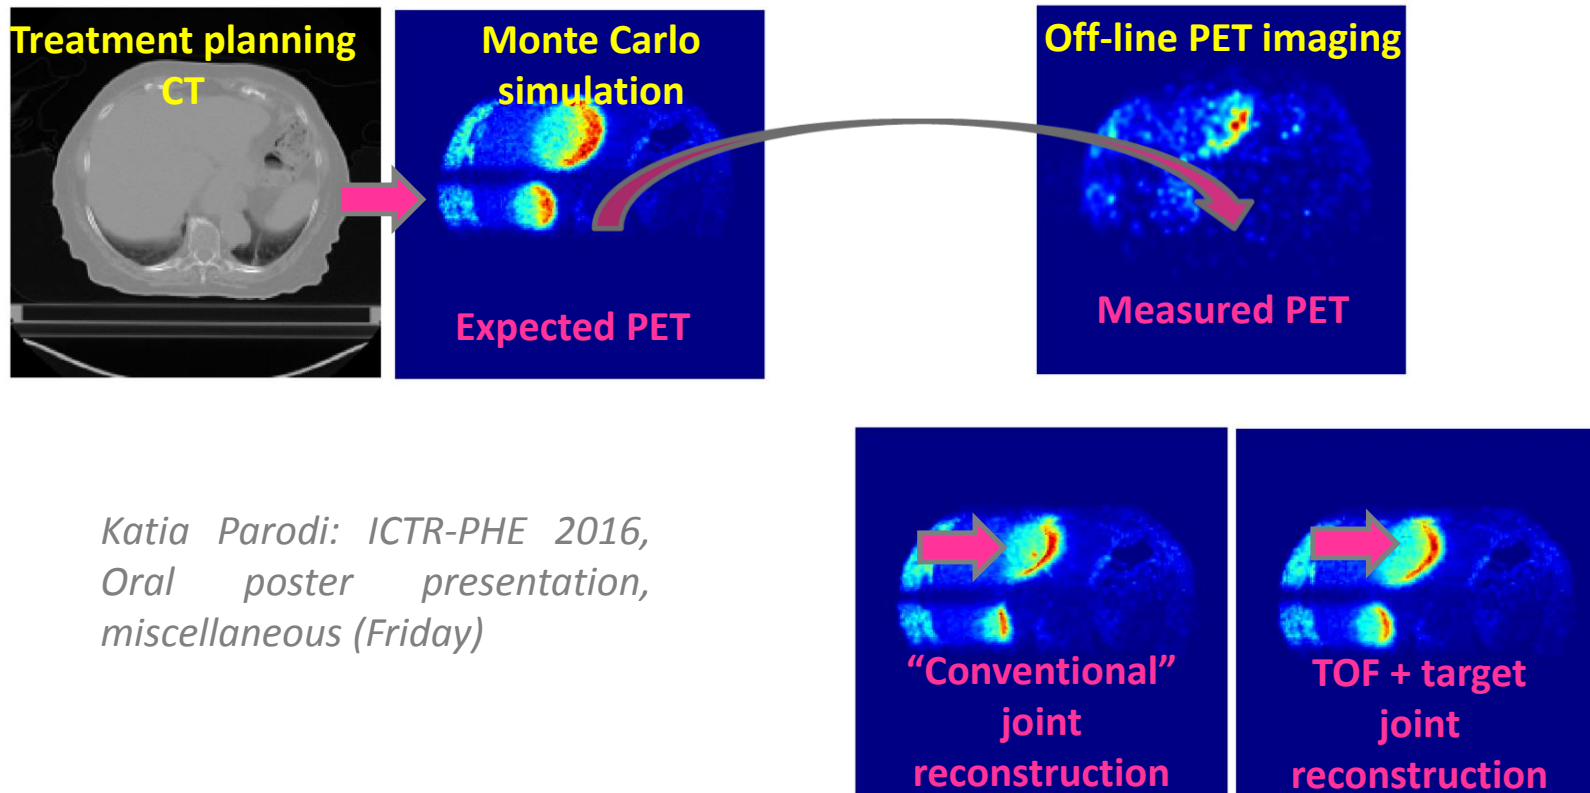 Treatment planning
CT
Monte Carlo
simulation
Expected PET
Off-line PET imaging
Measured PET
Katia Parodi: ICTR-PHE 2016,
Oral poster presentation,
miscellaneous (Friday)
“Conventional”
joint
reconstruction
TOF + target
joint
reconstruction